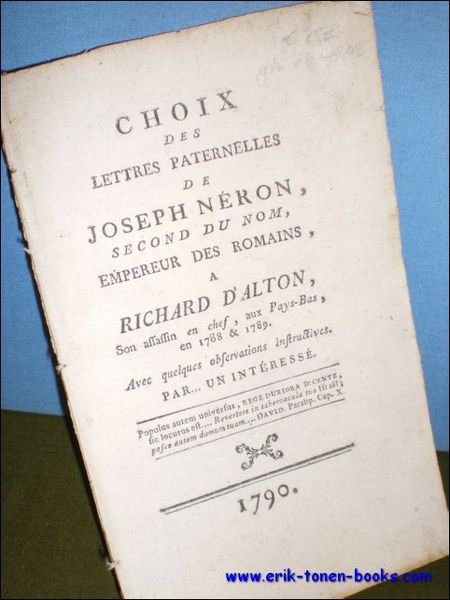 CHOIX
DES
LETTRES PATERNELLES
DE
JOSEPH NÉRON,
SECOND DU NOM,
EMPEREUR DES ROMAINS,
A
RICHARD D'ALTON,
Son assassin en chef, aux Pays-Bas,
en 1788 & 1789.
Avec quelques observations instructives.
PAR... UN INTÉRESSÉ.
Populus autem universus, REGE DURIORA DICENTE,
sic locutus est.... Revertere in tabernacula tua Israël;
pasce autem domum tuam.... DAVID. Paralip. Cap. X.
1790.
www.erik-tonen-books.com